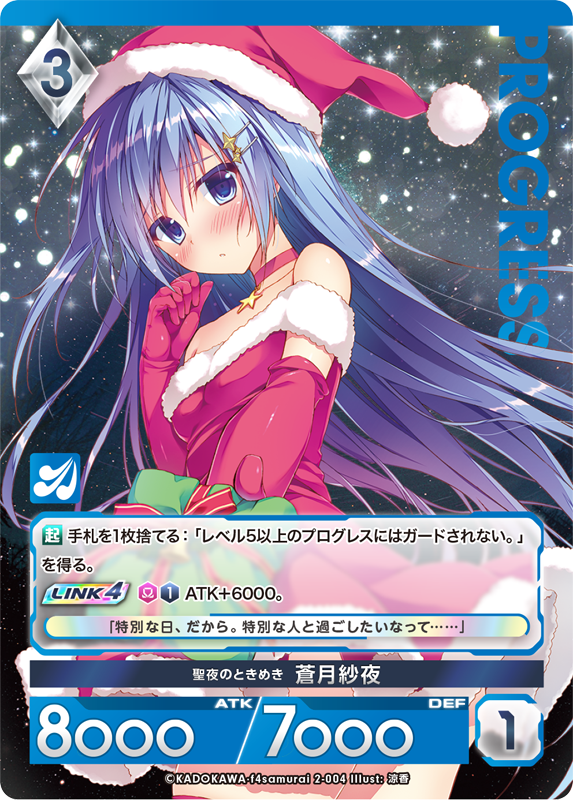 3
PROGRESS
起 手札を1枚捨てる：「レベル5以上のプログレスにはガードされない。」
を得る。
LINK 4 1 ATK+6000。
「特別な日、だから。特別な人と過ごしたいなって……」
聖夜のときめき 蒼月紗夜
ATK 8000
DEF 7000
1
©KADOKAWA-f4samurai 2-004 Illust: 涼香